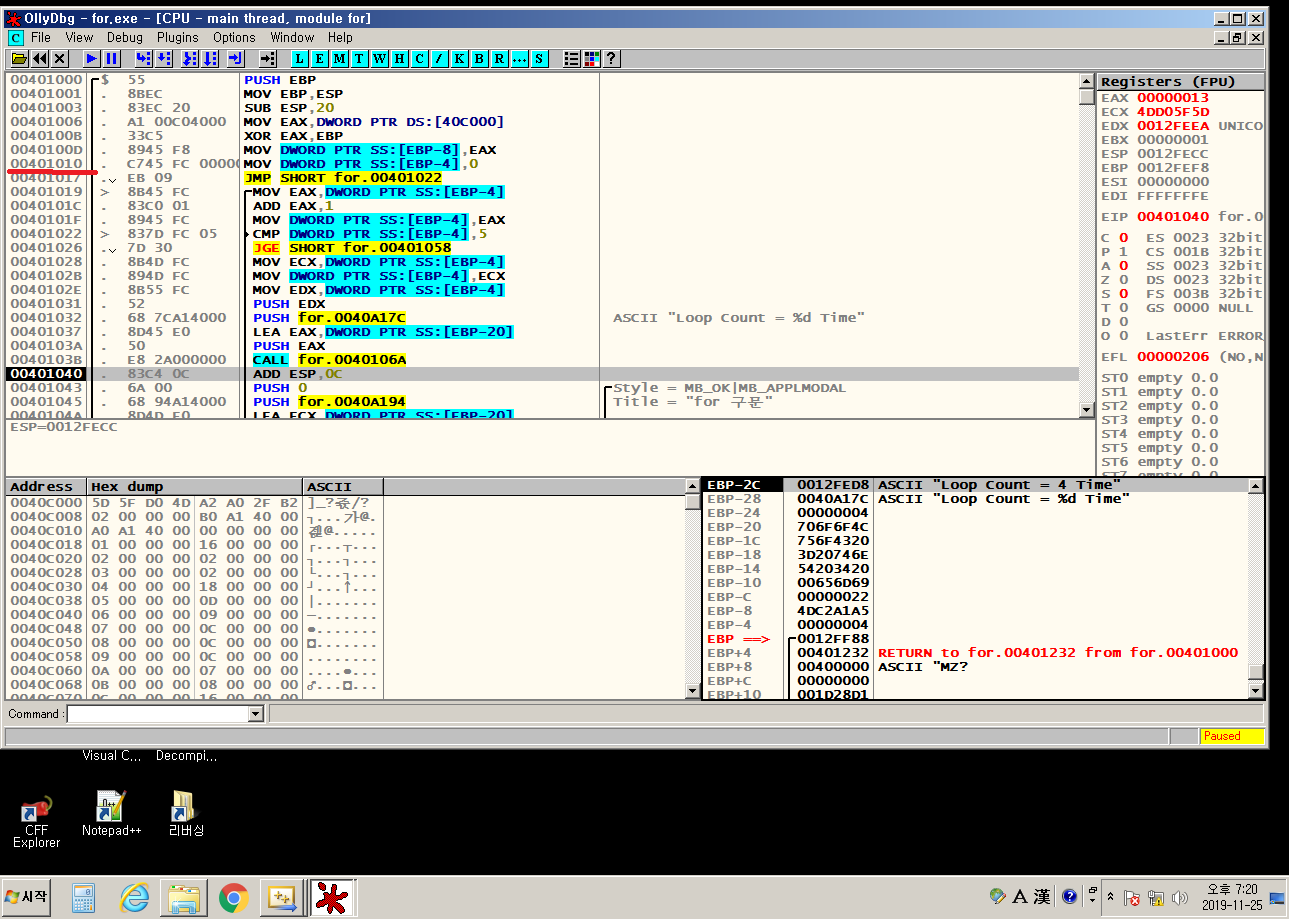 OllyDbg - for.exe - [CPU - main thread, module for]
C File View Debug Plugins Options Window Help
L E M T W H C / K B R ... S ?
00401000 $ 55 PUSH EBP
00401001 . 8BEC MOV EBP,ESP
00401003 . 83EC 20 SUB ESP,20
00401006 . A1 00C04000 MOV EAX,DWORD PTR DS:[40C000]
0040100B . 33C5 XOR EAX,EBP
0040100D . 8945 F8 MOV DWORD PTR SS:[EBP-8],EAX
00401010 . C745 FC 00000 MOV DWORD PTR SS:[EBP-4],0
00401017 . EB 09 JMP SHORT for.00401022
00401019 > 8B45 FC MOV EAX,DWORD PTR SS:[EBP-4]
0040101C . 83C0 01 ADD EAX,1
0040101F . 8945 FC MOV DWORD PTR SS:[EBP-4],EAX
00401022 > 837D FC 05 CMP DWORD PTR SS:[EBP-4],5
00401026 . 7D 30 JGE SHORT for.00401058
00401028 . 8B4D FC MOV ECX,DWORD PTR SS:[EBP-4]
0040102B . 894D FC MOV DWORD PTR SS:[EBP-4],ECX
0040102E . 8B55 FC MOV EDX,DWORD PTR SS:[EBP-4]
00401031 . 52 PUSH EDX
00401032 . 68 7CA14000 PUSH for.0040A17C ASCII "Loop Count = %d Time"
00401037 . 8D45 E0 LEA EAX,DWORD PTR SS:[EBP-20]
0040103A . 50 PUSH EAX
0040103B . E8 2A000000 CALL for.0040106A
00401040 . 83C4 0C ADD ESP,0C
00401043 . 6A 00 PUSH 0 Style = MB_OK|MB_APPLMODAL
00401045 . 68 94A14000 PUSH for.0040A194 Title = "for 구문"
0040104A . 8D4D E0 LEA ECX,DWORD PTR SS:[EBP-20]
ESP=0012FECC
Registers (FPU)
EAX 00000013
ECX 4DD05F5D
EDX 0012FEEA UNICO
EBX 00000001
ESP 0012FECC
EBP 0012FEF8
ESI 00000000
EDI FFFFFFFE
EIP 00401040 for.0
C 0 ES 0023 32bit
P 1 CS 001B 32bit
A 0 SS 0023 32bit
Z 0 DS 0023 32bit
S 0 FS 003B 32bit
T 0 GS 0000 NULL
D 0
O 0 LastErr ERROR
EFL 00000206 (NO,N
ST0 empty 0.0
ST1 empty 0.0
ST2 empty 0.0
ST3 empty 0.0
ST4 empty 0.0
ST5 empty 0.0
ST6 empty 0.0
ST7 empty 0.0
Address Hex dump ASCII
0040C000 5D 5F D0 4D A2 A0 2F B2
0040C008 02 00 00 00 B0 A1 40 00
0040C010 A0 A1 40 00 00 00 00 00
0040C018 01 00 00 00 16 00 00 00
0040C020 02 00 00 00 02 00 00 00
0040C028 03 00 00 00 02 00 00 00
0040C030 04 00 00 00 18 00 00 00
0040C038 05 00 00 00 0D 00 00 00
0040C040 06 00 00 00 09 00 00 00
0040C048 07 00 00 00 0C 00 00 00
0040C050 08 00 00 00 0C 00 00 00
0040C058 09 00 00 00 0C 00 00 00
0040C060 0A 00 00 00 07 00 00 00
0040C068 0B 00 00 00 08 00 00 00
0040C070 0C 00 00 00 16 00 00 00
EBP-2C 0012FED8 ASCII "Loop Count = 4 Time"
EBP-28 0040A17C ASCII "Loop Count = %d Time"
EBP-24 00000004
EBP-20 706F6F4C
EBP-1C 756F4320
EBP-18 3D20746E
EBP-14 54203420
EBP-10 00656D69
EBP-C 00000022
EBP-8 4DC2A1A5
EBP-4 00000004
EBP ==> 0012FF88
EBP+4 00401232 RETURN to for.00401232 from for.00401000
EBP+8 00400000 ASCII "MZ?
EBP+C 00000000
EBP+10 001D28D1
Command :
Paused
Visual C,,, Decompi,,,
CFF Explorer
Notepad++
리버싱
시작
A 漢
오후 7:20
2019-11-25